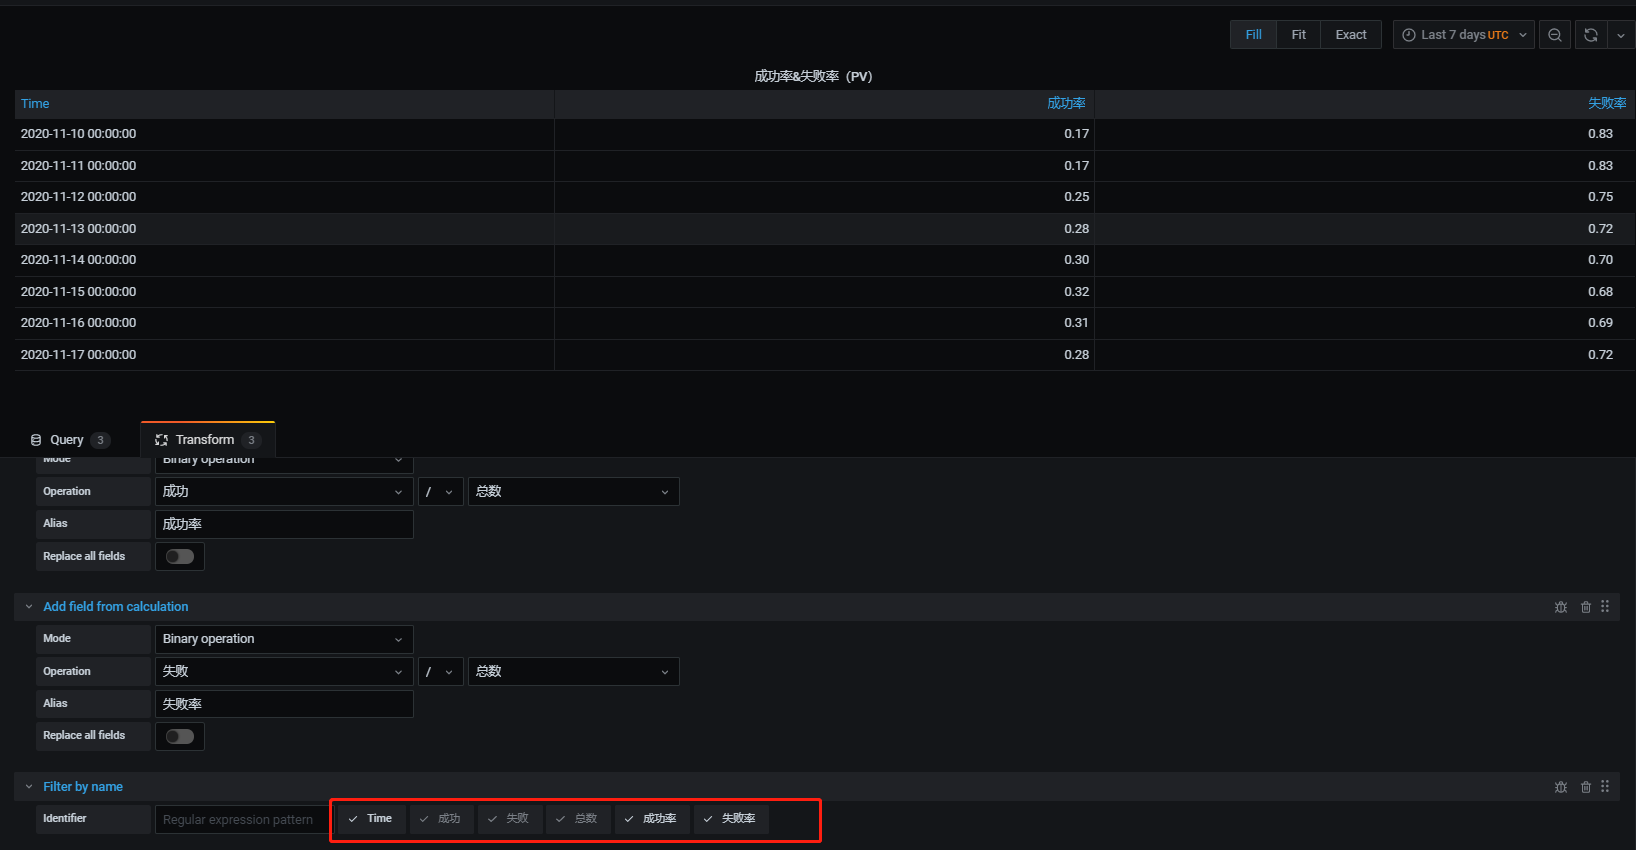 Fill Fit Exact Last 7 days UTC
成功率&失败率（PV）
Time 成功率 失败率
2020-11-10 00:00:00 0.17 0.83
2020-11-11 00:00:00 0.17 0.83
2020-11-12 00:00:00 0.25 0.75
2020-11-13 00:00:00 0.28 0.72
2020-11-14 00:00:00 0.30 0.70
2020-11-15 00:00:00 0.32 0.68
2020-11-16 00:00:00 0.31 0.69
2020-11-17 00:00:00 0.28 0.72
Query 3 Transform 3
Mode Binary operation
Operation 成功 / 总数
Alias 成功率
Replace all fields
Add field from calculation
Mode Binary operation
Operation 失败 / 总数
Alias 失败率
Replace all fields
Filter by name
Identifier Regular expression pattern Time 成功 失败 总数 成功率 失败率